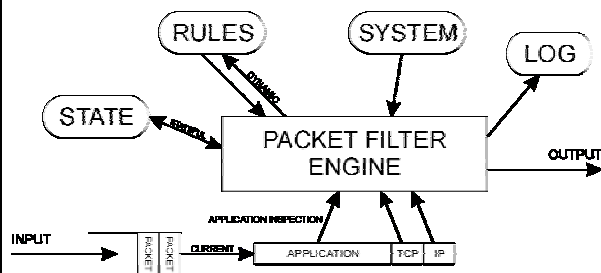 RULES
SYSTEM
LOG
DYNAMIC
STATE
STATEFUL
PACKET FILTER
ENGINE
OUTPUT
APPLICATION INSPECTION
INPUT
PACKET
PACKET
CURRENT
APPLICATION
TCP
IP